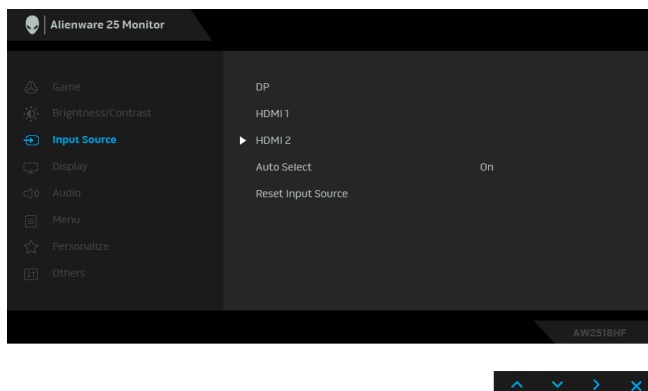 Alienware 25 Monitor
Game
Brightness/Contrast
Input Source
Display
Audio
Menu
Personalize
Others
DP
HDMI 1
HDMI 2
Auto Select On
Reset Input Source
AW2518HF